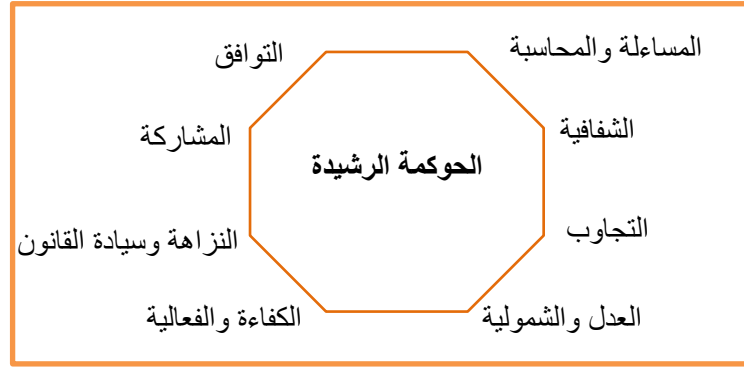 المساءلة والمحاسبة
التوافق
الشفافية
المشاركة
الحوكمة الرشيدة
التجاوب
النزاهة وسيادة القانون
العدل والشمولية
الكفاءة والفعالية